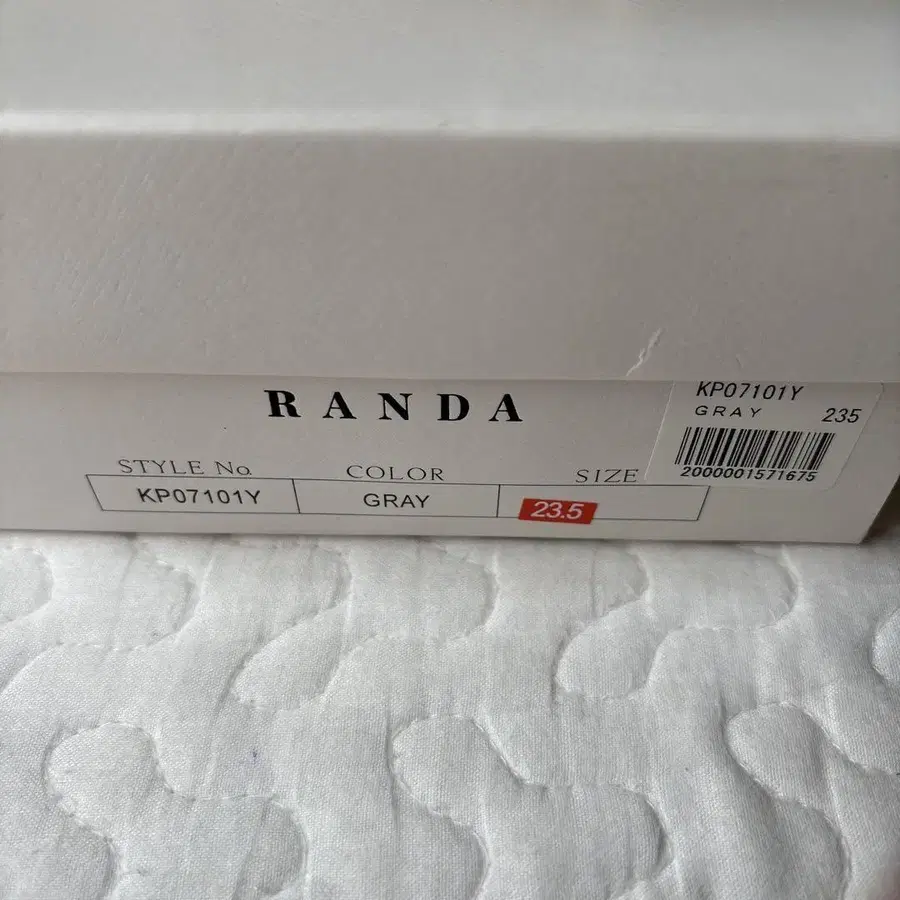 RANDA
STYLE No. COLOR SIZE
KP07101Y GRAY 23.5
KP07101Y
GRAY 235
2000001571675